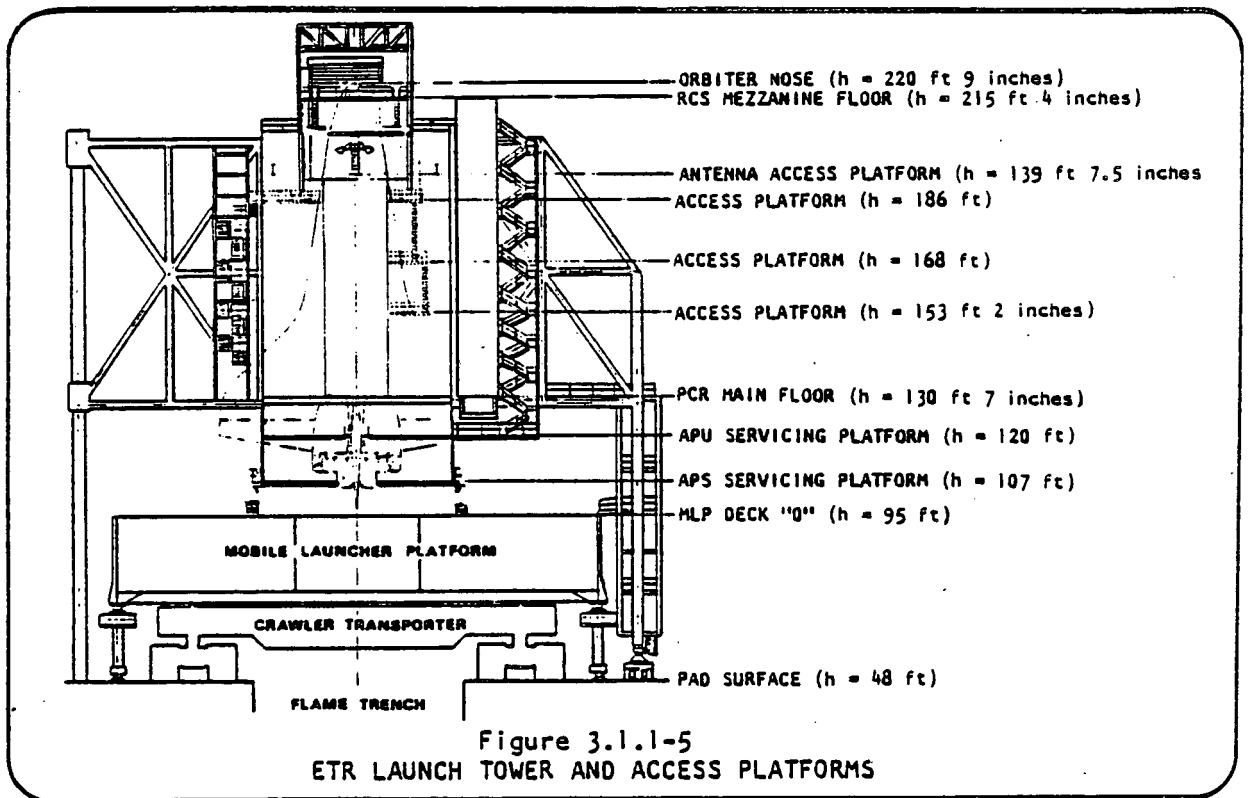 ORBITER NOSE (h = 220 ft 9 inches)
RCS MEZZANINE FLOOR (h = 215 ft 4 inches)
ANTENNA ACCESS PLATFORM (h = 139 ft 7.5 inches
ACCESS PLATFORM (h = 186 ft)
ACCESS PLATFORM (h = 168 ft)
ACCESS PLATFORM (h = 153 ft 2 inches)
PCR MAIN FLOOR (h = 130 ft 7 inches)
APU SERVICING PLATFORM (h = 120 ft)
APS SERVICING PLATFORM (h = 107 ft)
MLP DECK "0" (h = 95 ft)
MOBILE LAUNCHER PLATFORM
CRAWLER TRANSPORTER
PAD SURFACE (h = 48 ft)
FLAME TRENCH
Figure 3.1.1-5
ETR LAUNCH TOWER AND ACCESS PLATFORMS